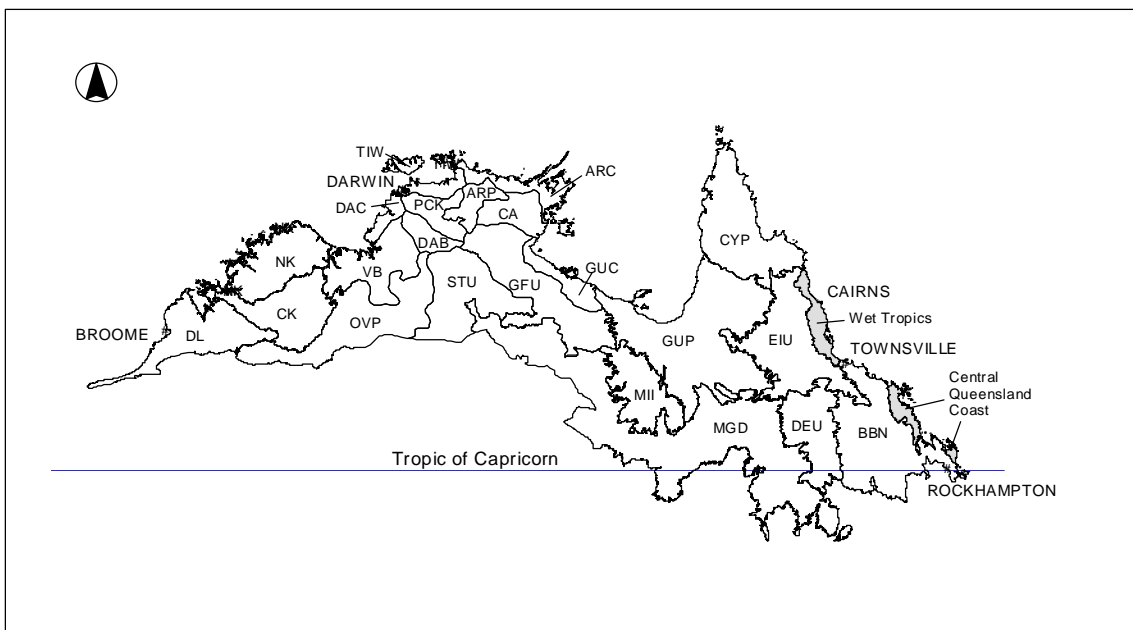 TIW
ARC
DARWIN
ARP
DAC
PCK
CA
CYP
DAB
NK
VB
GUC
STU
GFU
CAIRNS
CK
Wet Tropics
OVP
BROOME
DL
GUP
EIU
TOWNSVILLE
Central
Queensland
Coast
MII
MGD
DEU
BBN
Tropic of Capricorn
ROCKHAMPTON